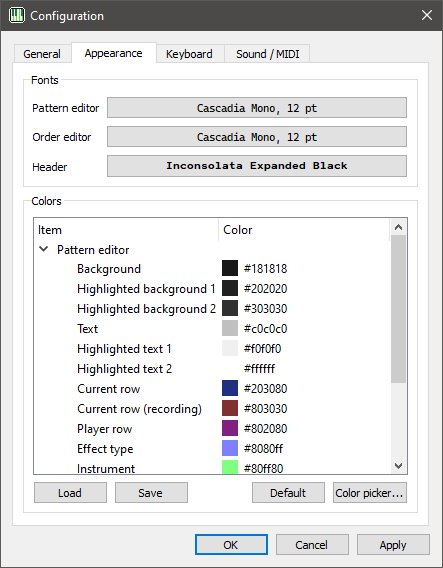 Configuration
General Appearance Keyboard Sound / MIDI
Fonts
Pattern editor Cascadia Mono, 12 pt
Order editor Cascadia Mono, 12 pt
Header Inconsolata Expanded Black
Colors
Item Color
Pattern editor
Background #181818
Highlighted background 1 #202020
Highlighted background 2 #303030
Text #c0c0c0
Highlighted text 1 #f0f0f0
Highlighted text 2 #ffffff
Current row #203080
Current row (recording) #803030
Player row #802080
Effect type #8080ff
Instrument #80ff80
Load Save Default Color picker...
OK Cancel Apply